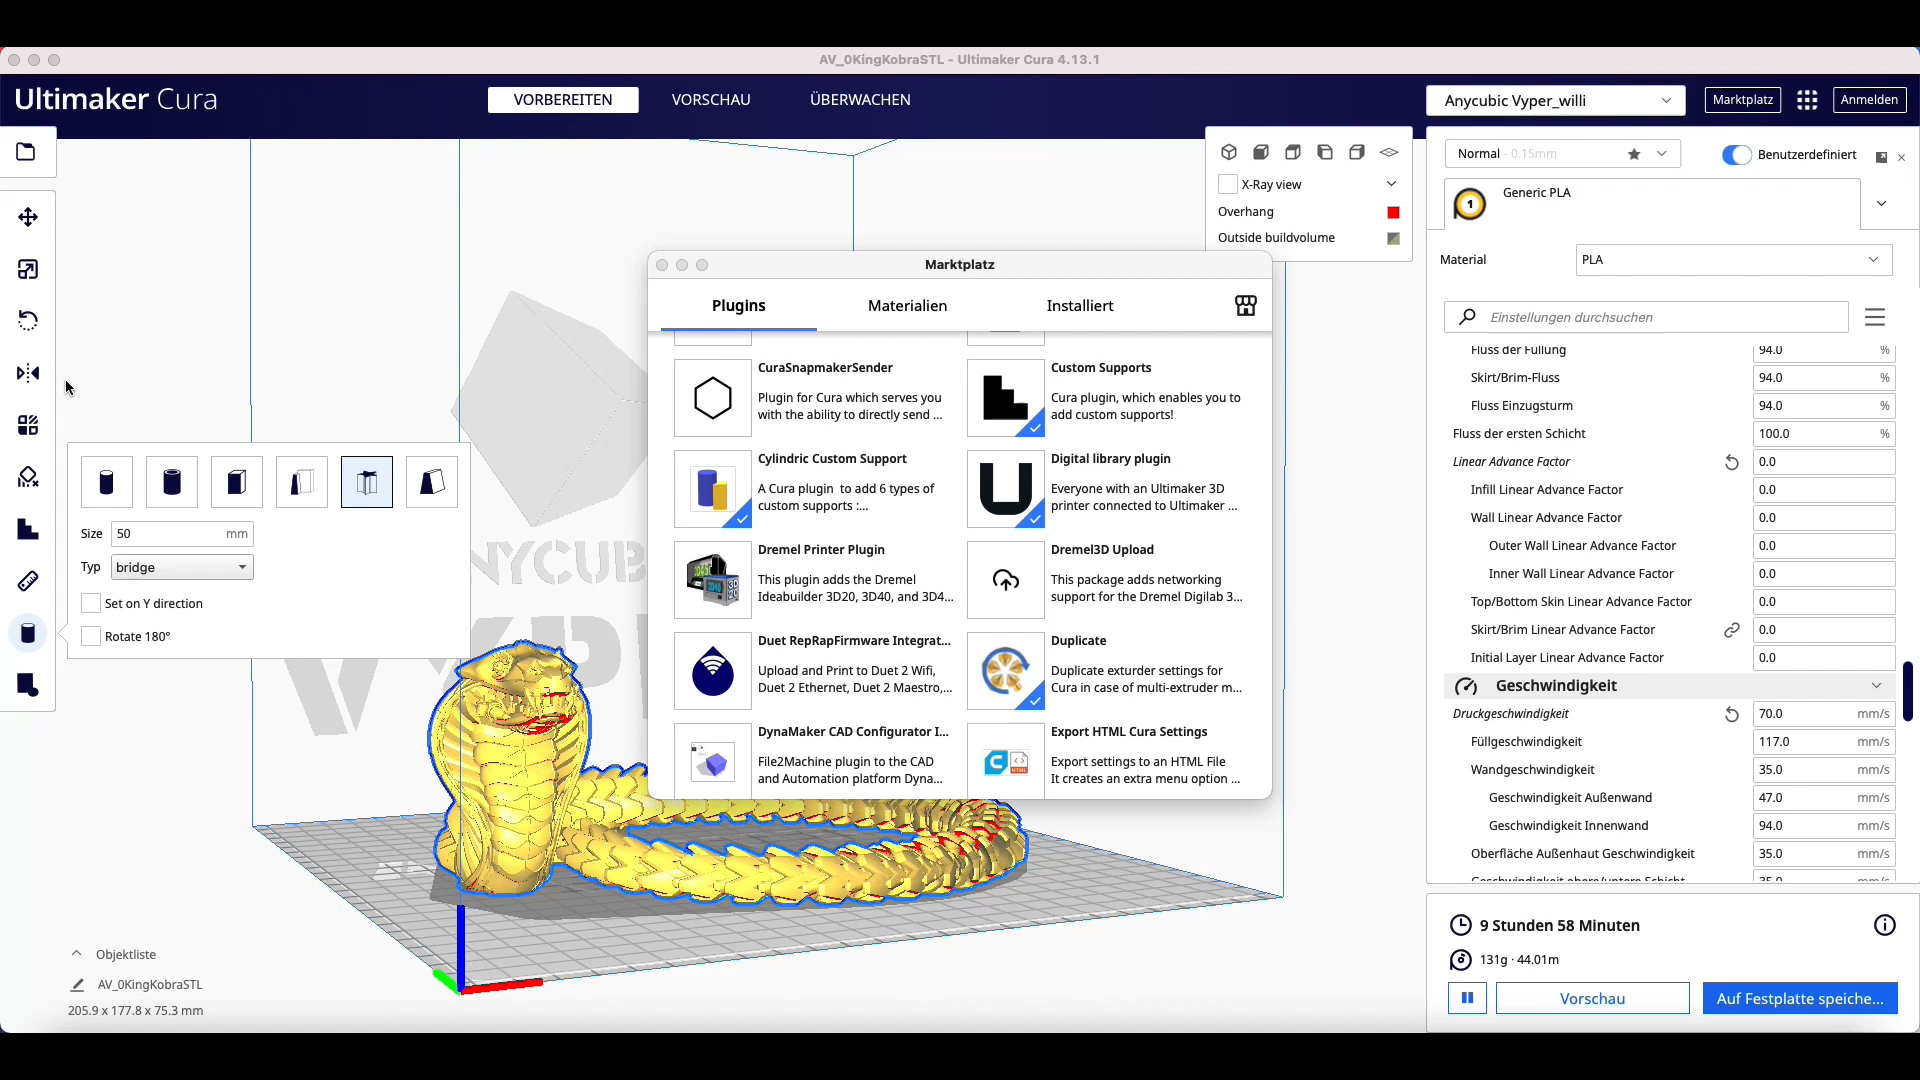 AV_0KingKobraSTL - Ultimaker Cura 4.13.1
Ultimaker Cura
VORBEREITEN
VORSCHAU
ÜBERWACHEN
Anycubic Vyper_willi
Marktplatz
Anmelden
X-Ray view
Overhang
Outside buildvolume
Normal - 0.15mm
Benutzerdefiniert
1
Generic PLA
Material
PLA
Einstellungen durchsuchen
Marktplatz
Plugins
Materialien
Installiert
CuraSnapmakerSender
Plugin for Cura which serves you
with the ability to directly send ...
Custom Supports
Cura plugin, which enables you to
add custom supports!
Cylindric Custom Support
A Cura plugin to add 6 types of
custom supports :...
Digital library plugin
Everyone with an Ultimaker 3D
printer connected to Ultimaker ...
Dremel Printer Plugin
This plugin adds the Dremel
Ideabuilder 3D20, 3D40, and 3D4...
Dremel3D Upload
This package adds networking
support for the Dremel Digilab 3...
Duet RepRapFirmware Integrat...
Upload and Print to Duet 2 Wifi,
Duet 2 Ethernet, Duet 2 Maestro,...
Duplicate
Duplicate exturder settings for
Cura in case of multi-extruder m...
DynaMaker CAD Configurator I...
File2Machine plugin to the CAD
and Automation platform Dyna...
Export HTML Cura Settings
Export settings to an HTML File
It creates an extra menu option ...
Size 50 mm
Typ bridge
Set on Y direction
Rotate 180°
NYCUB
Fluss der Füllung 94.0 %
Skirt/Brim-Fluss 94.0 %
Fluss Einzugsturm 94.0 %
Fluss der ersten Schicht 100.0 %
Linear Advance Factor 0.0
Infill Linear Advance Factor 0.0
Wall Linear Advance Factor 0.0
Outer Wall Linear Advance Factor 0.0
Inner Wall Linear Advance Factor 0.0
Top/Bottom Skin Linear Advance Factor 0.0
Skirt/Brim Linear Advance Factor 0.0
Initial Layer Linear Advance Factor 0.0
Geschwindigkeit
Druckgeschwindigkeit 70.0 mm/s
Füllgeschwindigkeit 117.0 mm/s
Wandgeschwindigkeit 35.0 mm/s
Geschwindigkeit Außenwand 47.0 mm/s
Geschwindigkeit Innenwand 94.0 mm/s
Oberfläche Außenhaut Geschwindigkeit 35.0 mm/s
Geschwindigkeit obere/untere Schicht 35.0 mm/s
Objektliste
AV_0KingKobraSTL
205.9 x 177.8 x 75.3 mm
9 Stunden 58 Minuten
131g · 44.01m
Vorschau
Auf Festplatte speiche...